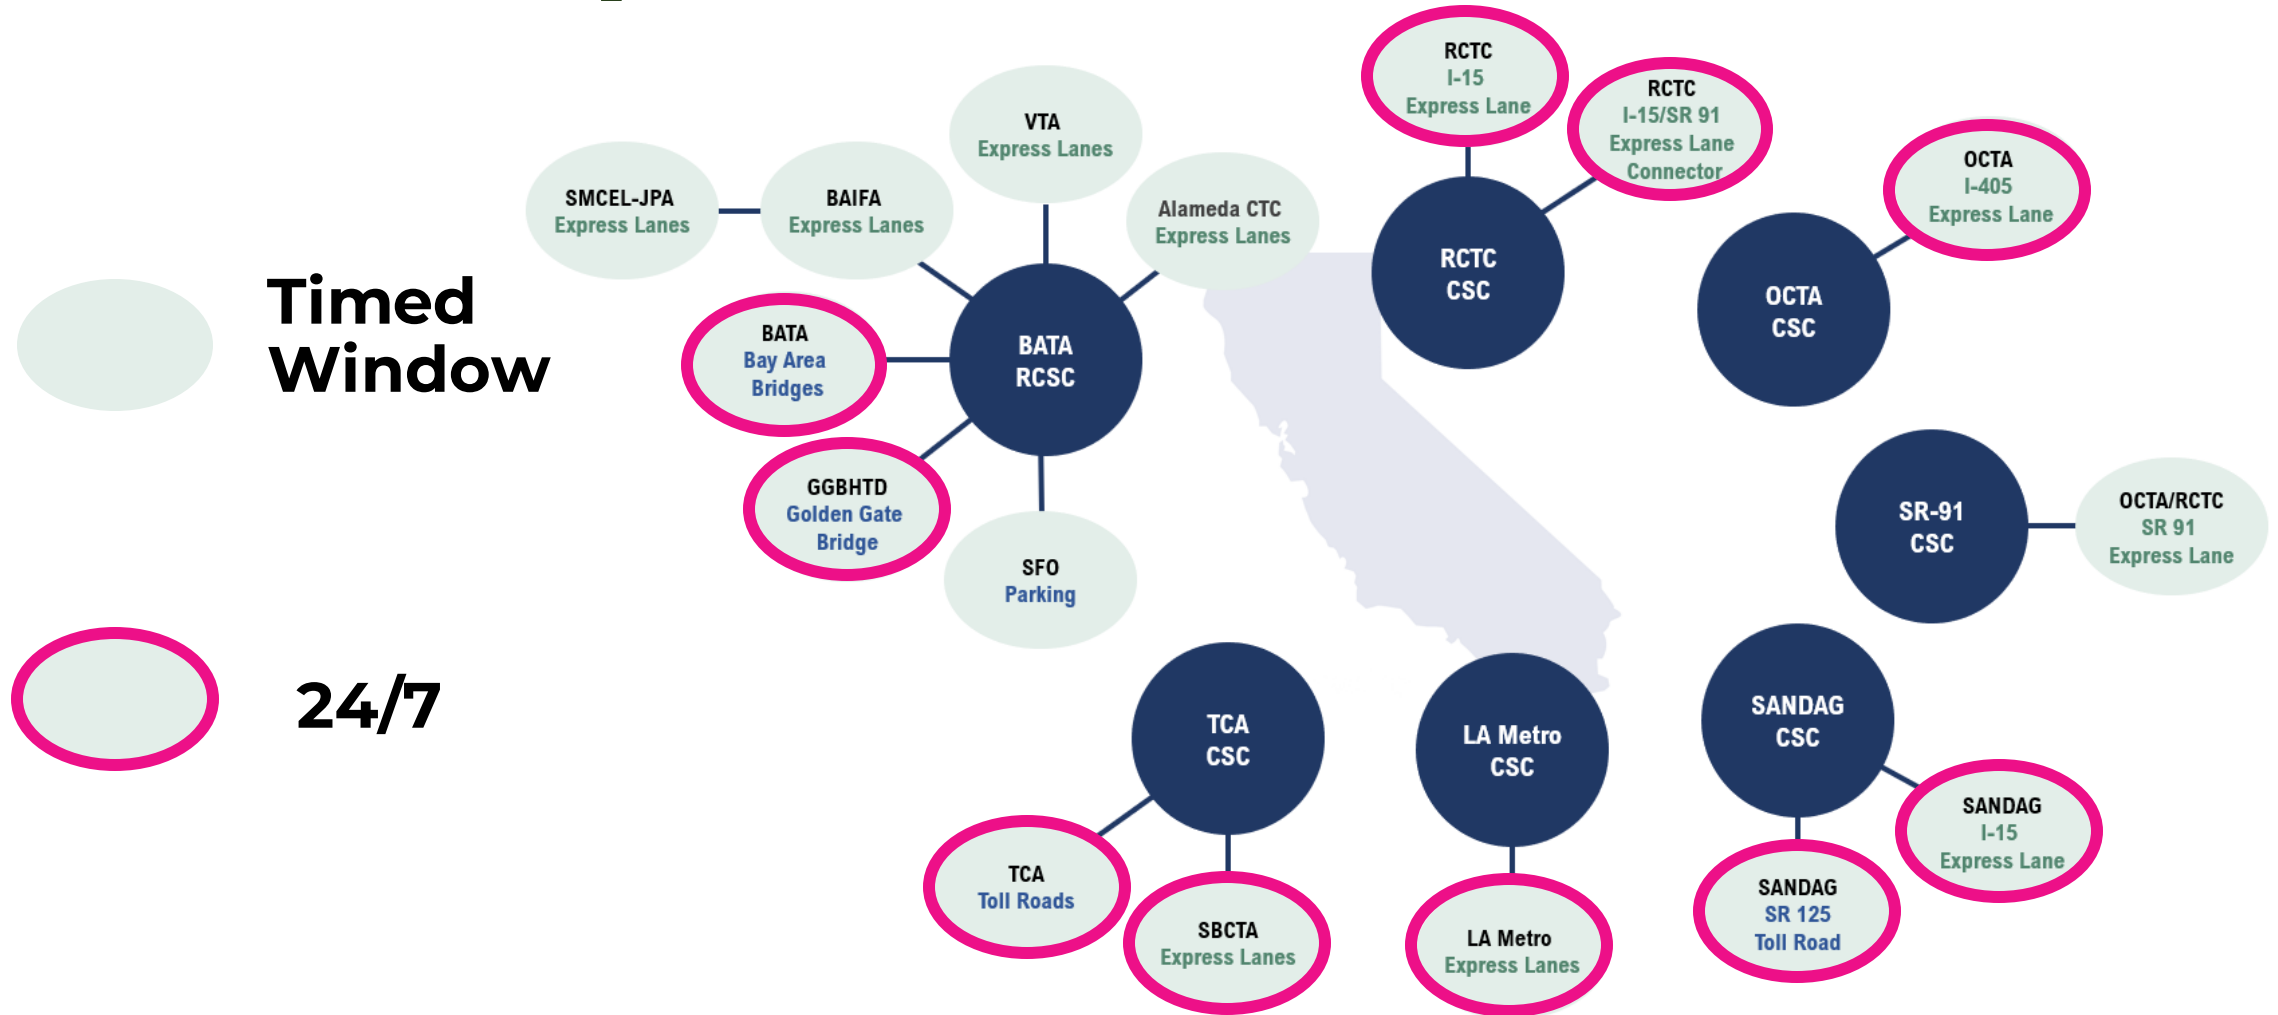 Timed
Window
24/7
SMCEL-JPA
Express Lanes
BAIFA
Express Lanes
VTA
Express Lanes
Alameda CTC
Express Lanes
BATA
Bay Area
Bridges
BATA
RCSC
GGBHTD
Golden Gate
Bridge
SFO
Parking
RCTC
I-15
Express Lane
RCTC
I-15/SR 91
Express Lane
Connector
RCTC
CSC
OCTA
I-405
Express Lane
OCTA
CSC
SR-91
CSC
OCTA/RCTC
SR 91
Express Lane
TCA
CSC
TCA
Toll Roads
SBCTA
Express Lanes
LA Metro
CSC
LA Metro
Express Lanes
SANDAG
CSC
SANDAG
I-15
Express Lane
SANDAG
SR 125
Toll Road